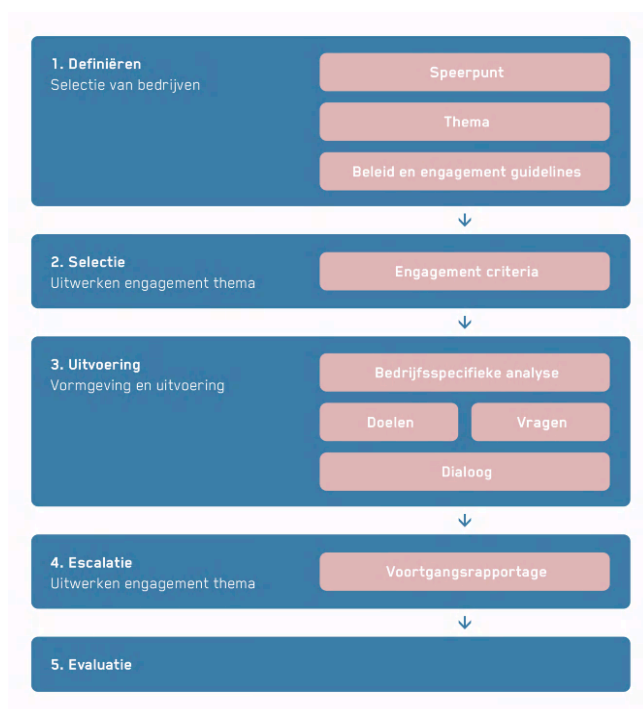 1. Definiëren
Selectie van bedrijven
Speerpunt
Thema
Beleid en engagement guidelines
2. Selectie
Uitwerken engagement thema
Engagement criteria
3. Uitvoering
Vormgeving en uitvoering
Bedrijfsspecifieke analyse
Doelen
Vragen
Dialoog
4. Escalatie
Uitwerken engagement thema
Voortgangsrapportage
5. Evaluatie